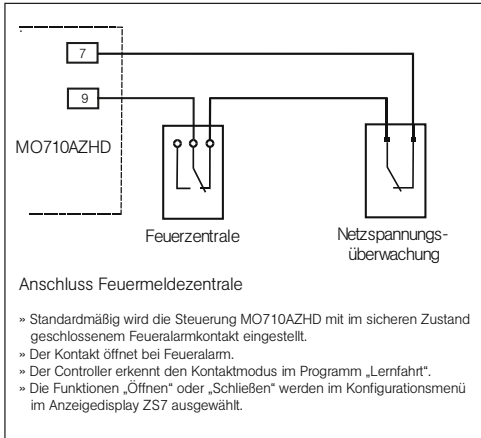 7
9
MO710AZHD
Feuerzentrale
Netzspannungs-
überwachung
Anschluss Feuermeldezentrale
» Standardmäßig wird die Steuerung MO710AZHD mit im sicheren Zustand
geschlossenem Feueralarmkontakt eingestellt.
» Der Kontakt öffnet bei Feueralarm.
» Der Controller erkennt den Kontaktmodus im Programm „Lernfahrt“.
» Die Funktionen „Öffnen“ oder „Schließen“ werden im Konfigurationsmenü
im Anzeigedisplay ZS7 ausgewählt.